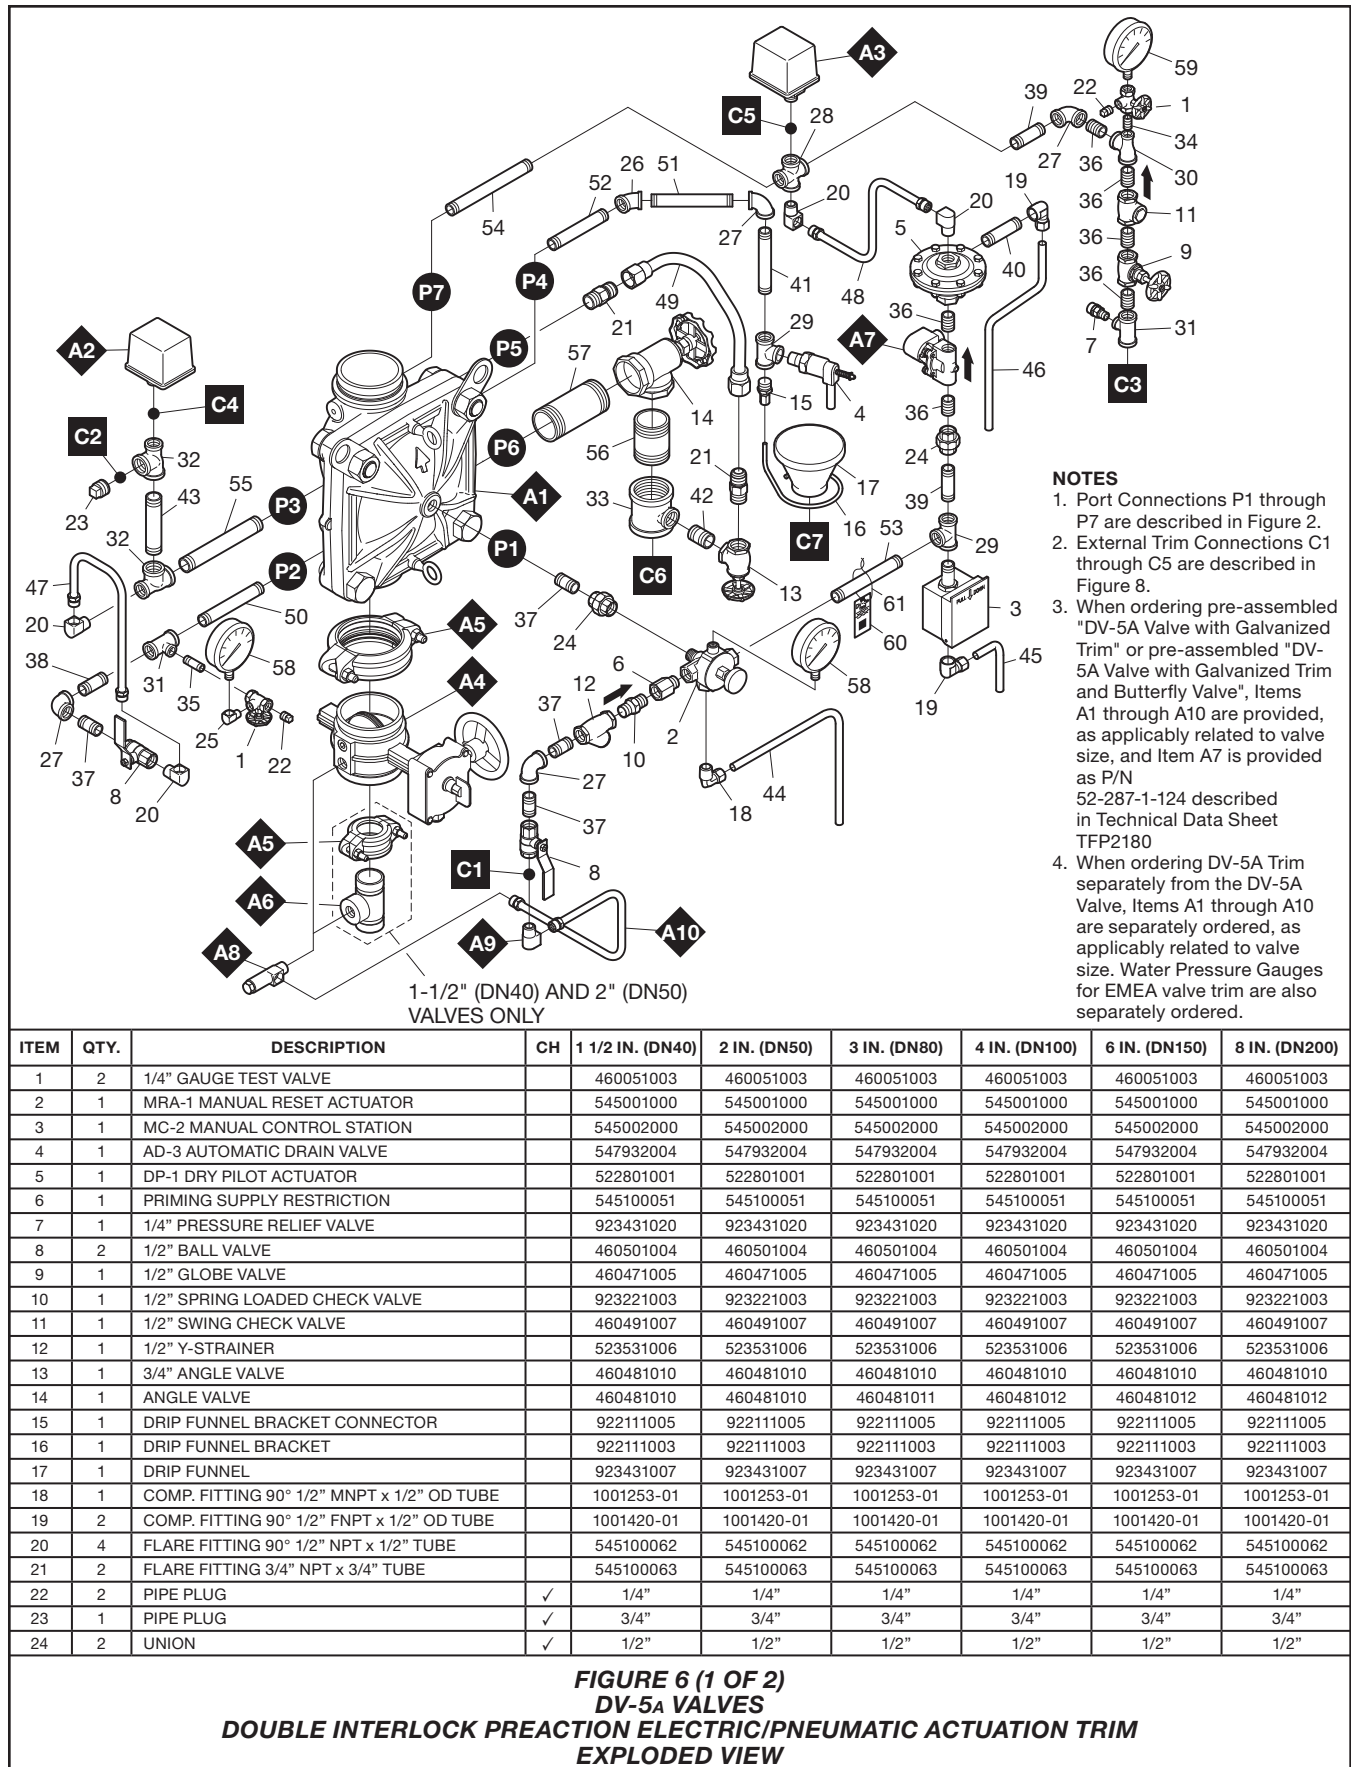 A3
59
C5
28
39
22
1
34
27
36
30
26
51
52
20
20
19
36
11
54
27
5
40
36
9
P7
P4
49
41
48
36
31
7
A2
P5
21
29
36
A7
46
C3
C4
57
14
15
4
36
C2
32
P6
56
21
17
24
23
43
55
P3
A1
33
42
16
39
53
32
P1
C6
C7
29
47
P2
37
13
61
3
PULL DOWN
20
50
24
60
38
58
A5
6
58
45
31
35
12
19
A4
37
2
27
37
25
1
22
10
44
8
27
18
20
37
A5
C1
8
A6
A9
A10
A8
1-1/2" (DN40) AND 2" (DN50)
VALVES ONLY
NOTES
1. Port Connections P1 through
P7 are described in Figure 2.
2. External Trim Connections C1
through C5 are described in
Figure 8.
3. When ordering pre-assembled
"DV-5A Valve with Galvanized
Trim" or pre-assembled "DV-
5A Valve with Galvanized Trim
and Butterfly Valve", Items
A1 through A10 are provided,
as applicably related to valve
size, and Item A7 is provided
as P/N
52-287-1-124 described
in Technical Data Sheet
TFP2180
4. When ordering DV-5A Trim
separately from the DV-5A
Valve, Items A1 through A10
are separately ordered, as
applicably related to valve
size. Water Pressure Gauges
for EMEA valve trim are also
separately ordered.
ITEM QTY. DESCRIPTION CH 1 1/2 IN. (DN40) 2 IN. (DN50) 3 IN. (DN80) 4 IN. (DN100) 6 IN. (DN150) 8 IN. (DN200)
1 2 1/4” GAUGE TEST VALVE 460051003 460051003 460051003 460051003 460051003 460051003
2 1 MRA-1 MANUAL RESET ACTUATOR 545001000 545001000 545001000 545001000 545001000 545001000
3 1 MC-2 MANUAL CONTROL STATION 545002000 545002000 545002000 545002000 545002000 545002000
4 1 AD-3 AUTOMATIC DRAIN VALVE 547932004 547932004 547932004 547932004 547932004 547932004
5 1 DP-1 DRY PILOT ACTUATOR 522801001 522801001 522801001 522801001 522801001 522801001
6 1 PRIMING SUPPLY RESTRICTION 545100051 545100051 545100051 545100051 545100051 545100051
7 1 1/4” PRESSURE RELIEF VALVE 923431020 923431020 923431020 923431020 923431020 923431020
8 2 1/2” BALL VALVE 460501004 460501004 460501004 460501004 460501004 460501004
9 1 1/2” GLOBE VALVE 460471005 460471005 460471005 460471005 460471005 460471005
10 1 1/2” SPRING LOADED CHECK VALVE 923221003 923221003 923221003 923221003 923221003 923221003
11 1 1/2” SWING CHECK VALVE 460491007 460491007 460491007 460491007 460491007 460491007
12 1 1/2” Y-STRAINER 523531006 523531006 523531006 523531006 523531006 523531006
13 1 3/4” ANGLE VALVE 460481010 460481010 460481010 460481010 460481010 460481010
14 1 ANGLE VALVE 460481010 460481010 460481011 460481012 460481012 460481012
15 1 DRIP FUNNEL BRACKET CONNECTOR 922111005 922111005 922111005 922111005 922111005 922111005
16 1 DRIP FUNNEL BRACKET 922111003 922111003 922111003 922111003 922111003 922111003
17 1 DRIP FUNNEL 923431007 923431007 923431007 923431007 923431007 923431007
18 1 COMP. FITTING 90° 1/2” MNPT x 1/2” OD TUBE 1001253-01 1001253-01 1001253-01 1001253-01 1001253-01 1001253-01
19 2 COMP. FITTING 90° 1/2” FNPT x 1/2” OD TUBE 1001420-01 1001420-01 1001420-01 1001420-01 1001420-01 1001420-01
20 4 FLARE FITTING 90° 1/2” NPT x 1/2” TUBE 545100062 545100062 545100062 545100062 545100062 545100062
21 2 FLARE FITTING 3/4” NPT x 3/4” TUBE 545100063 545100063 545100063 545100063 545100063 545100063
22 2 PIPE PLUG ✓ 1/4” 1/4” 1/4” 1/4” 1/4” 1/4”
23 1 PIPE PLUG ✓ 3/4” 3/4” 3/4” 3/4” 3/4” 3/4”
24 2 UNION ✓ 1/2” 1/2” 1/2” 1/2” 1/2” 1/2”
FIGURE 6 (1 OF 2)
DV-5A VALVES
DOUBLE INTERLOCK PREACTION ELECTRIC/PNEUMATIC ACTUATION TRIM
EXPLODED VIEW